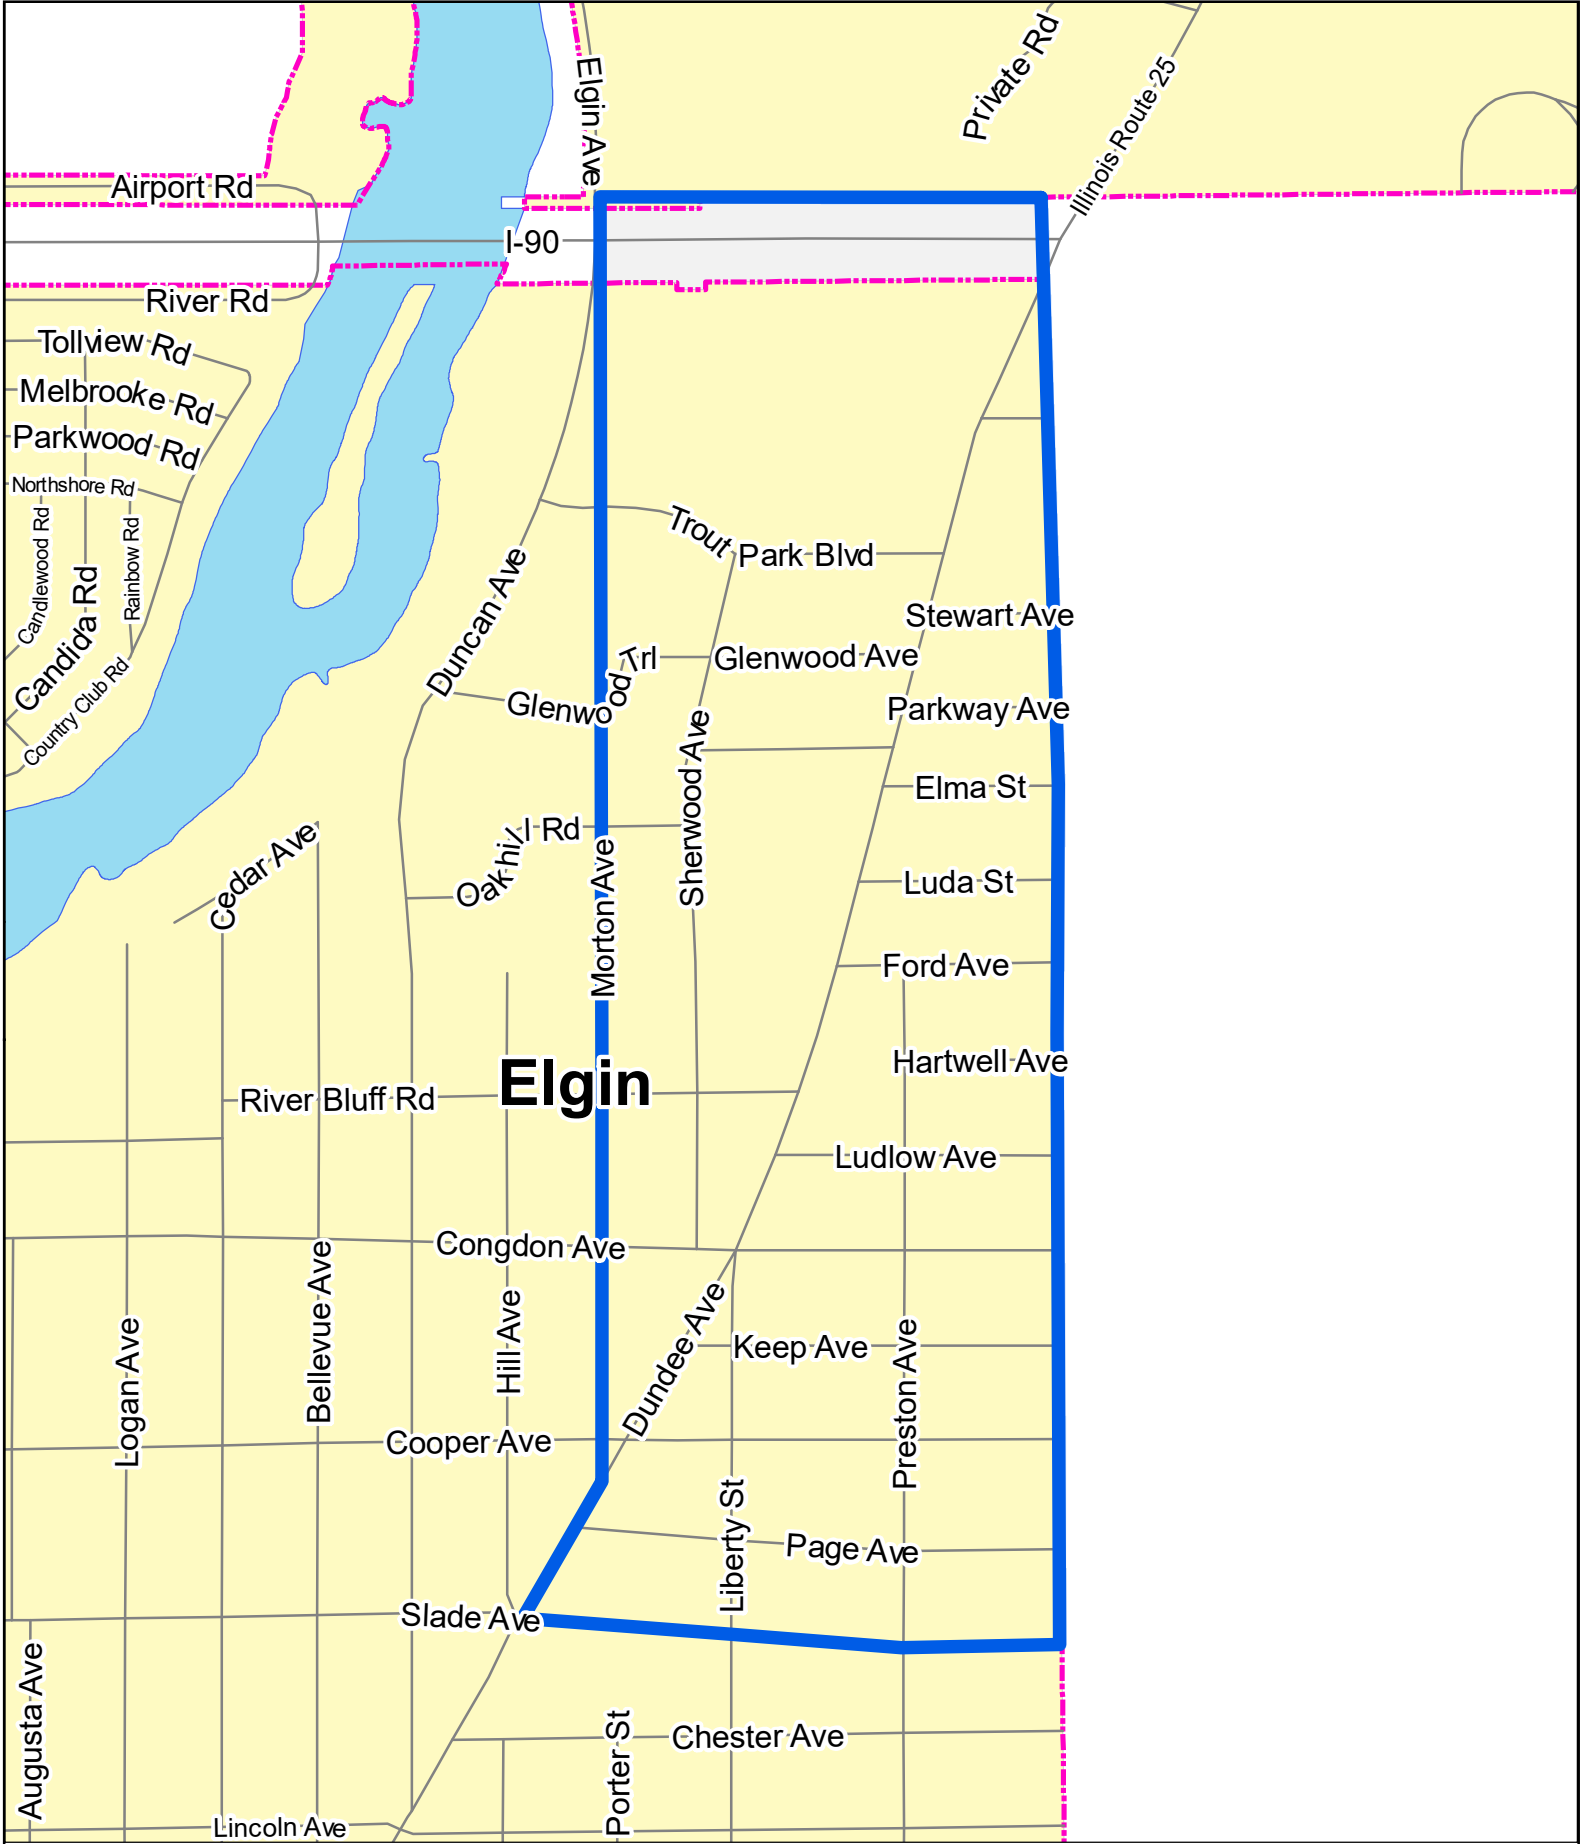 Elgin Ave
Private Rd
Illinois Route 25
Airport Rd
I-90
River Rd
Tollview Rd
Melbrooke Rd
Parkwood Rd
Northshore Rd
Candlewood Rd
Rainbow Rd
Candida Rd
Country Club Rd
Trout Park Blvd
Duncan Ave
Stewart Ave
Glenwood Trl
Glenwood Ave
Parkway Ave
Sherwood Ave
Elma St
Cedar Ave
Oakhill Rd
Morton Ave
Luda St
Ford Ave
Hartwell Ave
Elgin
River Bluff Rd
Ludlow Ave
Congdon Ave
Bellevue Ave
Hill Ave
Logan Ave
Dundee Ave
Keep Ave
Preston Ave
Cooper Ave
Liberty St
Page Ave
Slade Ave
Augusta Ave
Porter St
Chester Ave
Lincoln Ave